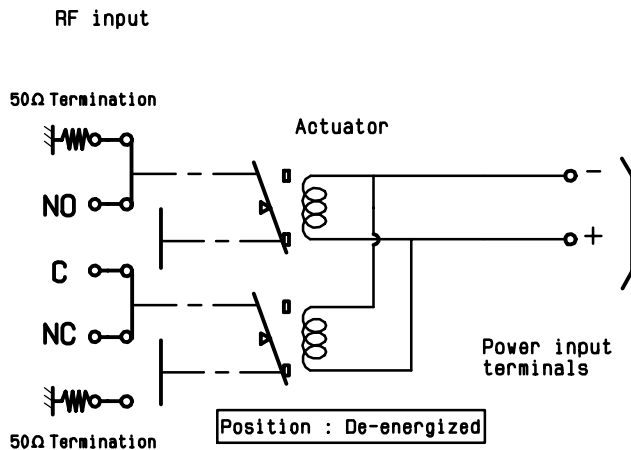 RF input
50Ω Termination
Actuator
NO
C
NC
−
+
Power input
terminals
Position : De-energized
50Ω Termination